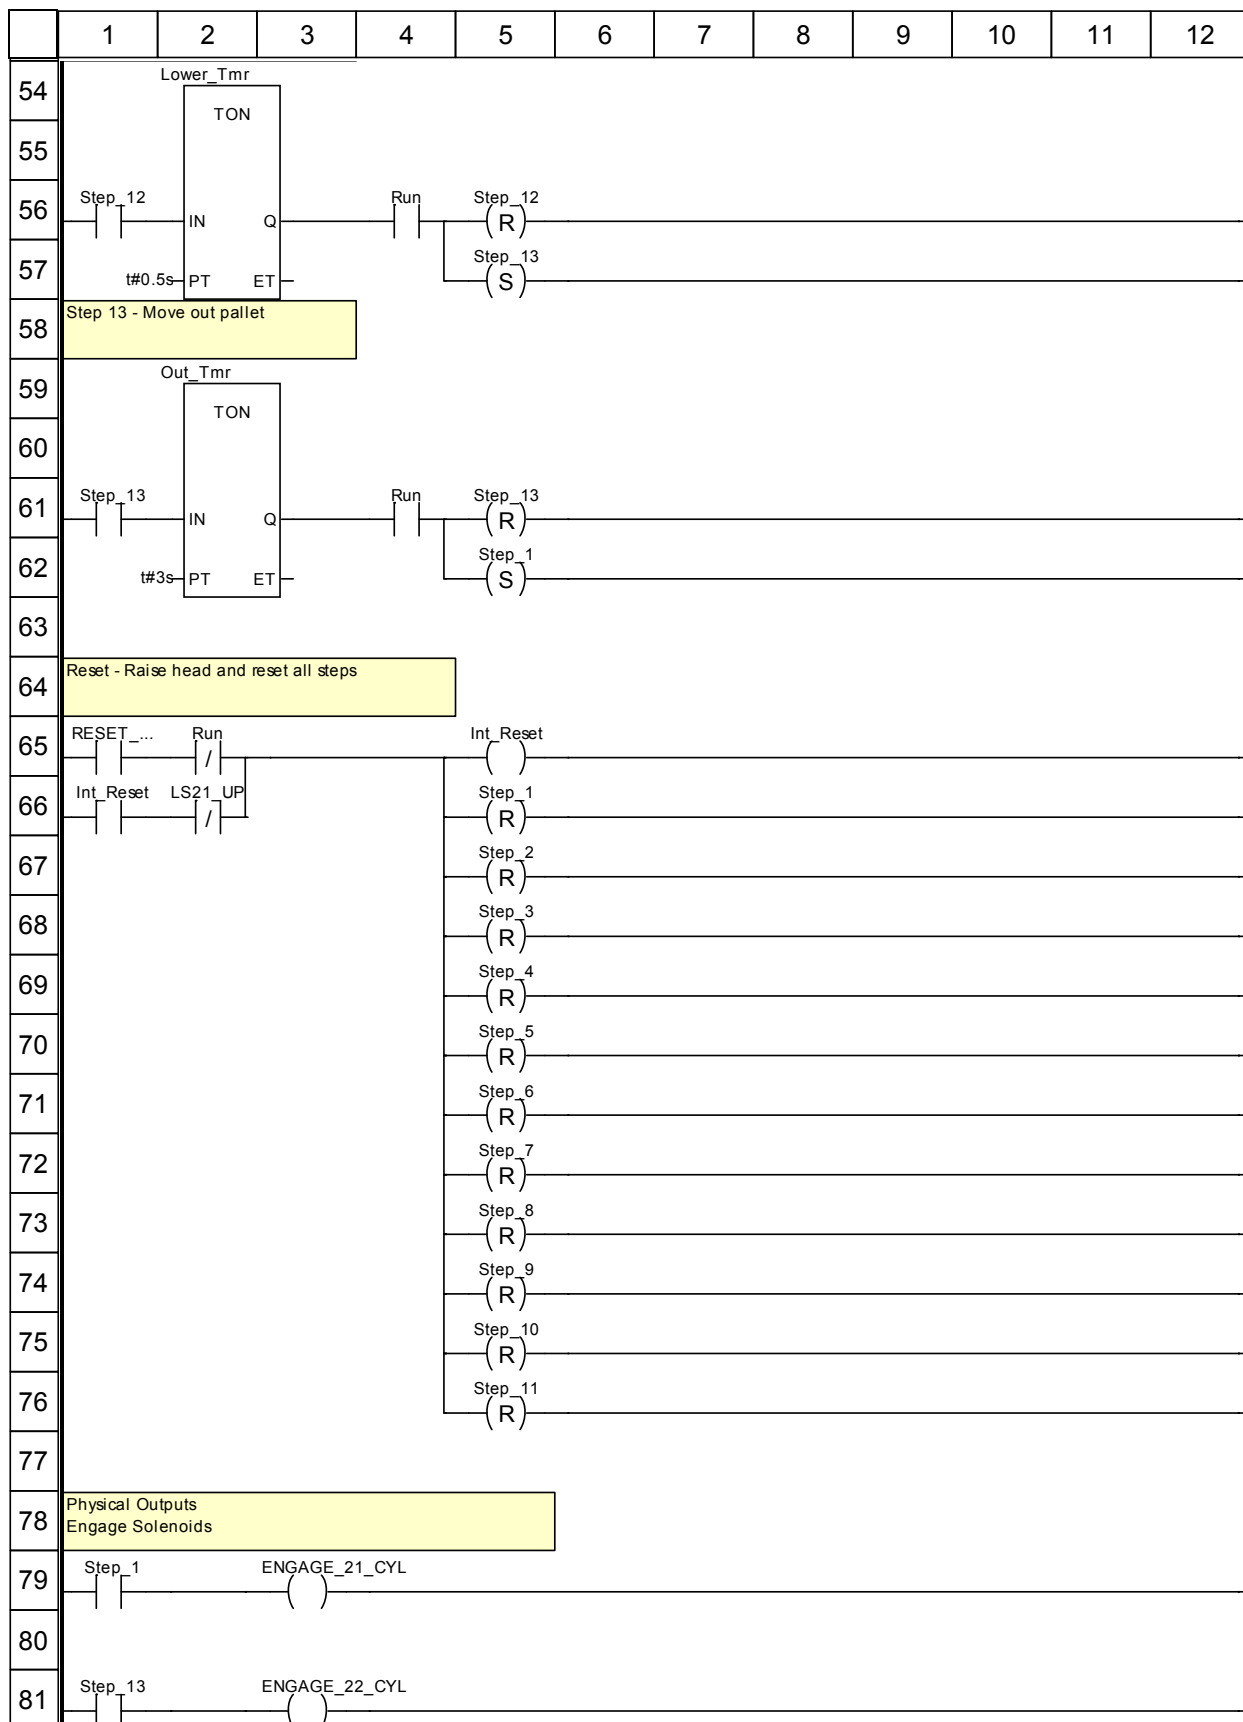 1 2 3 4 5 6 7 8 9 10 11 12
54 Lower_Tmr
TON
55
Step_12 Run Step_12
56 IN Q R
Step_13
57 t#0.5s PT ET S
58 Step 13 - Move out pallet
59 Out_Tmr
TON
60
Step_13 Run Step_13
61 IN Q R
Step_1
62 t#3s PT ET S
63
64 Reset - Raise head and reset all steps
RESET_... Run Int_Reset
65 /
Int_Reset LS21_UP Step_1
66 / R
Step_2
67 R
Step_3
68 R
Step_4
69 R
Step_5
70 R
Step_6
71 R
Step_7
72 R
Step_8
73 R
Step_9
74 R
Step_10
75 R
Step_11
76 R
77
Physical Outputs
78 Engage Solenoids
Step_1 ENGAGE_21_CYL
79
80
Step_13 ENGAGE_22_CYL
81